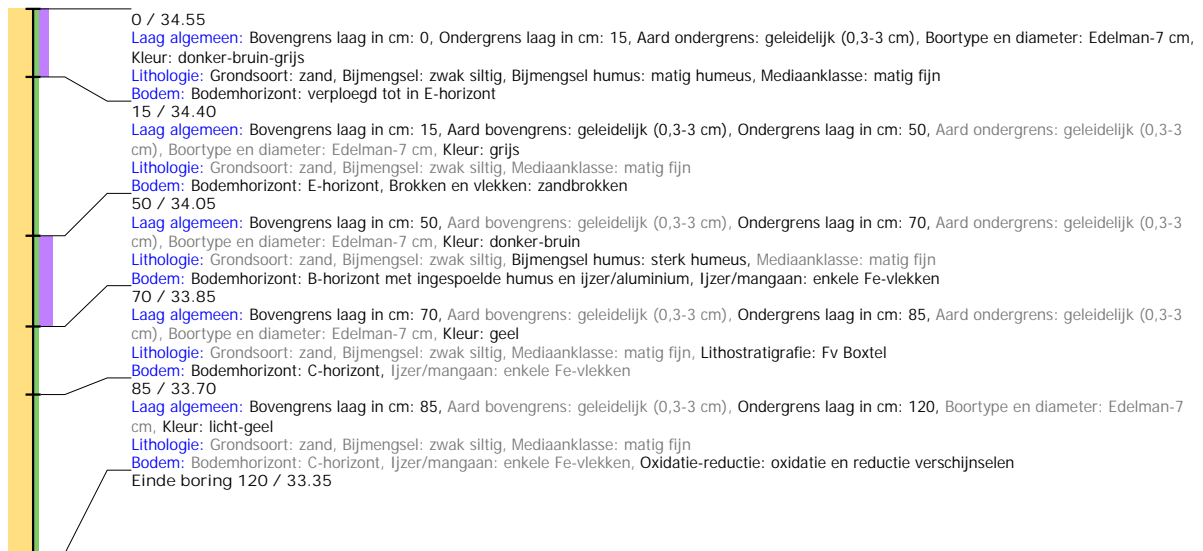 0 / 34.55
Laag algemeen: Bovengrens laag in cm: 0, Ondergrens laag in cm: 15, Aard ondergrens: geleidelijk (0,3-3 cm), Boortype en diameter: Edelman-7 cm,
Kleur: donker-bruin-grijs
Lithologie: Grondsoort: zand, Bijmengsel: zwak siltig, Bijmengsel humus: matig humeus, Mediaanklasse: matig fijn
Bodem: Bodemhorizont: verploegd tot in E-horizont
15 / 34.40
Laag algemeen: Bovengrens laag in cm: 15, Aard bovengrens: geleidelijk (0,3-3 cm), Ondergrens laag in cm: 50, Aard ondergrens: geleidelijk (0,3-3
cm), Boortype en diameter: Edelman-7 cm, Kleur: grijs
Lithologie: Grondsoort: zand, Bijmengsel: zwak siltig, Mediaanklasse: matig fijn
Bodem: Bodemhorizont: E-horizont, Brokken en vlekken: zandbrokken
50 / 34.05
Laag algemeen: Bovengrens laag in cm: 50, Aard bovengrens: geleidelijk (0,3-3 cm), Ondergrens laag in cm: 70, Aard ondergrens: geleidelijk (0,3-3
cm), Boortype en diameter: Edelman-7 cm, Kleur: donker-bruin
Lithologie: Grondsoort: zand, Bijmengsel: zwak siltig, Bijmengsel humus: sterk humeus, Mediaanklasse: matig fijn
Bodem: Bodemhorizont: B-horizont met ingespoelde humus en ijzer/aluminium, Ijzer/mangaan: enkele Fe-vlekken
70 / 33.85
Laag algemeen: Bovengrens laag in cm: 70, Aard bovengrens: geleidelijk (0,3-3 cm), Ondergrens laag in cm: 85, Aard ondergrens: geleidelijk (0,3-3
cm), Boortype en diameter: Edelman-7 cm, Kleur: geel
Lithologie: Grondsoort: zand, Bijmengsel: zwak siltig, Mediaanklasse: matig fijn, Lithostratigrafie: Fv Boxtel
Bodem: Bodemhorizont: C-horizont, Ijzer/mangaan: enkele Fe-vlekken
85 / 33.70
Laag algemeen: Bovengrens laag in cm: 85, Aard bovengrens: geleidelijk (0,3-3 cm), Ondergrens laag in cm: 120, Boortype en diameter: Edelman-7
cm, Kleur: licht-geel
Lithologie: Grondsoort: zand, Bijmengsel: zwak siltig, Mediaanklasse: matig fijn
Bodem: Bodemhorizont: C-horizont, Ijzer/mangaan: enkele Fe-vlekken, Oxidatie-reductie: oxidatie en reductie verschijnselen
Einde boring 120 / 33.35